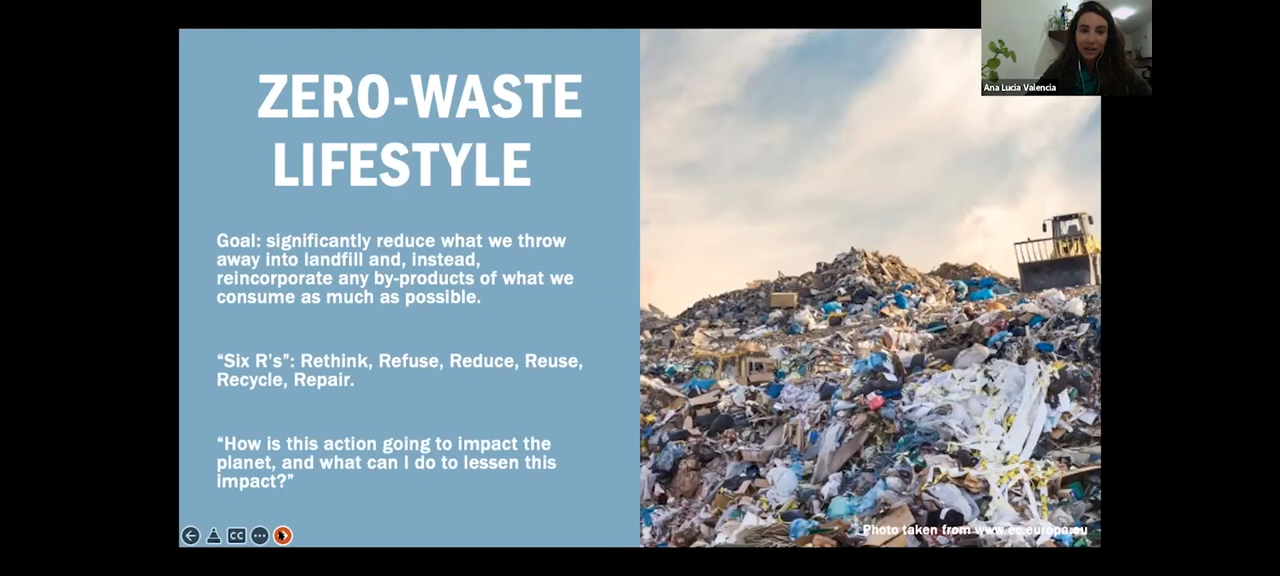 ZERO-WASTE
LIFESTYLE
Goal: significantly reduce what we throw
away into landfill and, instead,
reincorporate any by-products of what we
consume as much as possible.
“Six R’s”: Rethink, Refuse, Reduce, Reuse,
Recycle, Repair.
“How is this action going to impact the
planet, and what can I do to lessen this
impact?”
CC
Photo taken from www.ec.europa.eu
Ana Lucia Valencia